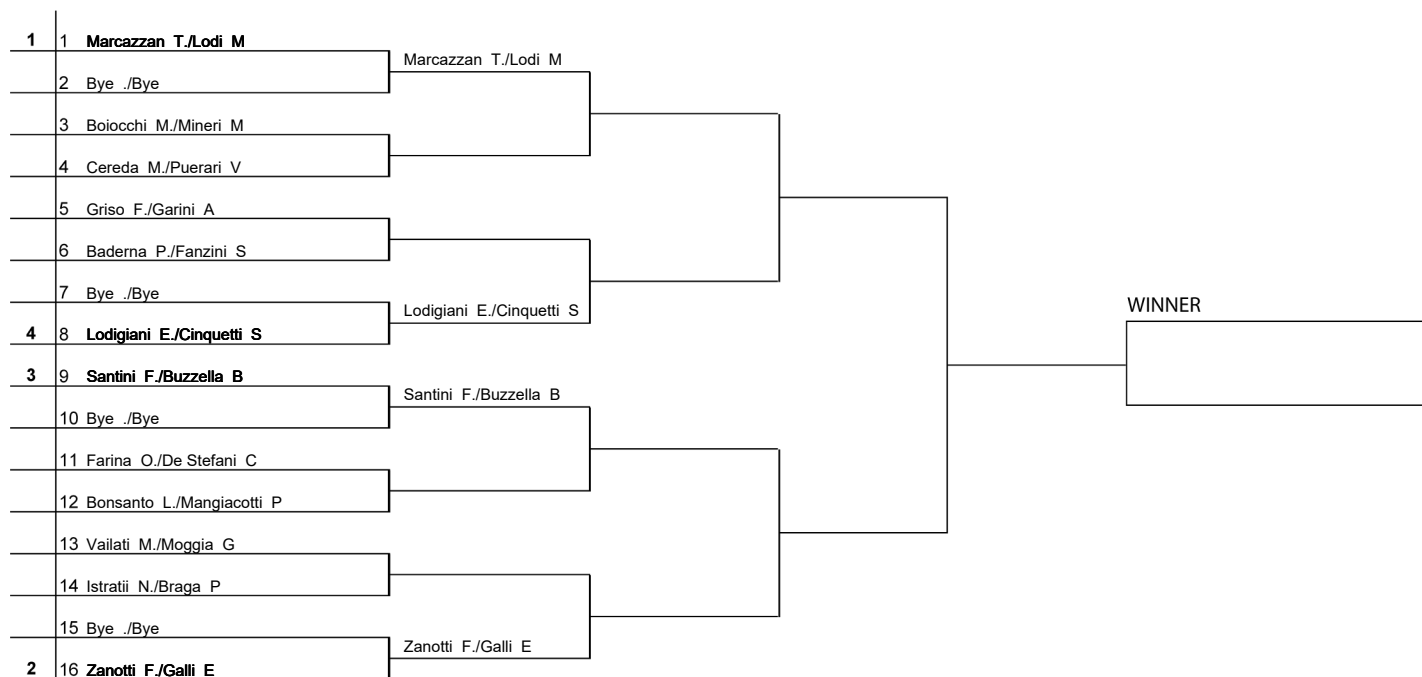 1 1 Marcazzan T./Lodi M
Marcazzan T./Lodi M
2 Bye ./Bye
3 Boiocchi M./Mineri M
4 Cereda M./Puerari V
5 Griso F./Garini A
6 Baderna P./Fanzini S
7 Bye ./Bye
Lodigiani E./Cinquetti S
4 8 Lodigiani E./Cinquetti S
3 9 Santini F./Buzzella B
Santini F./Buzzella B
10 Bye ./Bye
11 Farina O./De Stefani C
12 Bonsanto L./Mangiacotti P
13 Vailati M./Moggia G
14 Istratii N./Braga P
15 Bye ./Bye
Zanotti F./Galli E
2 16 Zanotti F./Galli E
WINNER